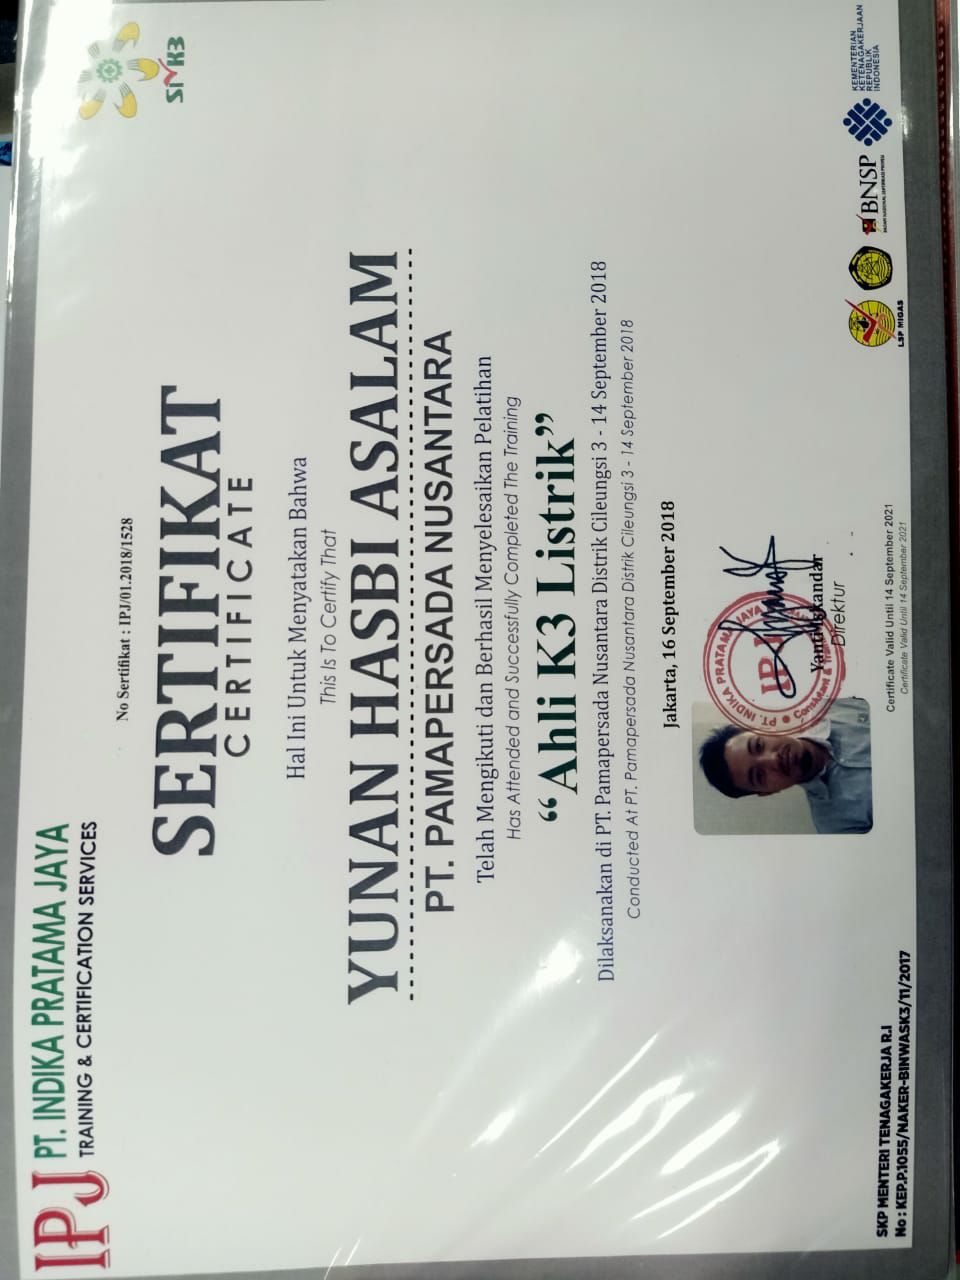 IPJ PT. INDIKA PRATAMA JAYA
TRAINING & CERTIFICATION SERVICES
SMK3
No Sertifikat : IPJ/01.2018/1528
SERTIFIKAT
CERTIFICATE
Hal Ini Untuk Menyatakan Bahwa
This Is To Certify That
YUNAN HASBI ASALAM
PT. PAMAPERSADA NUSANTARA
Telah Mengikuti dan Berhasil Menyelesaikan Pelatihan
Has Attended and Successfully Completed The Training
“Ahli K3 Listrik”
Dilaksanakan di PT. Pamapersada Nusantara Distrik Cileungsi 3 - 14 September 2018
Conducted At PT. Pamapersada Nusantara Distrik Cileungsi 3 - 14 September 2018
Jakarta, 16 September 2018
PT. INDIKA PRATAMA JAYA
IPJ
Yanti Iskandar
Direktur
Certificate Valid Until 14 September 2021
Certificate Valid Until 14 September 2021
SKP MENTERI TENAGAKERJA R.I
No : KEP.P.1055/NAKER-BINWASK3/11/2017
LSP MIGAS
BNSP
BADAN NASIONAL SERTIFIKASI PROFESI
KEMENTERIAN
KETENAGAKERJAAN
REPUBLIK
INDONESIA